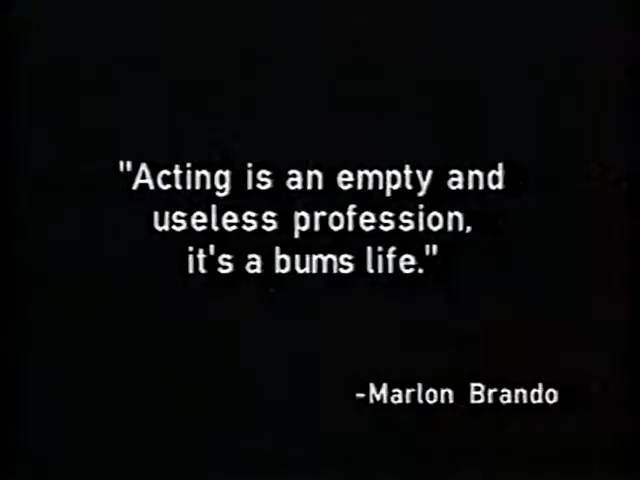 "Acting is an empty and
useless profession,
it's a bums life."
-Marlon Brando